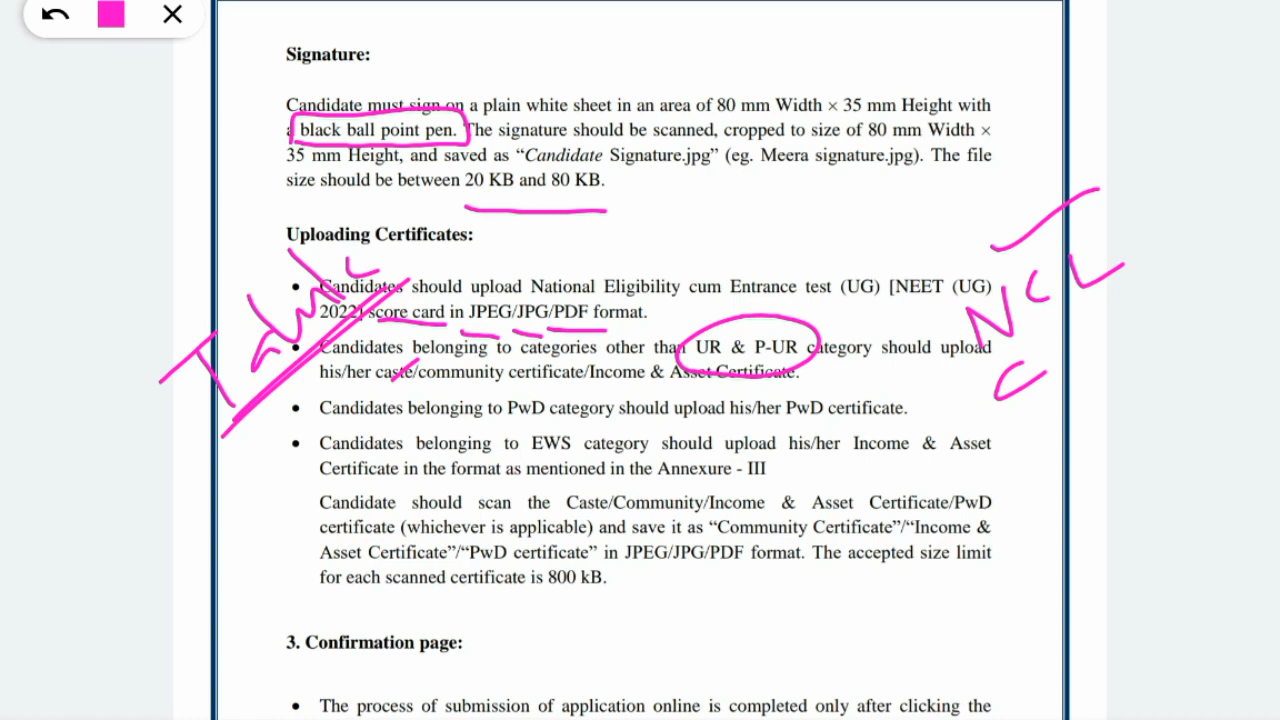 Signature:
Candidate must sign on a plain white sheet in an area of 80 mm Width × 35 mm Height with
a black ball point pen. The signature should be scanned, cropped to size of 80 mm Width ×
35 mm Height, and saved as “Candidate Signature.jpg” (eg. Meera signature.jpg). The file
size should be between 20 KB and 80 KB.
Uploading Certificates:
• Candidates should upload National Eligibility cum Entrance test (UG) [NEET (UG)
2022] score card in JPEG/JPG/PDF format.
• Candidates belonging to categories other than UR & P-UR category should upload
his/her caste/community certificate/Income & Asset Certificate.
• Candidates belonging to PwD category should upload his/her PwD certificate.
• Candidates belonging to EWS category should upload his/her Income & Asset
Certificate in the format as mentioned in the Annexure - III
Candidate should scan the Caste/Community/Income & Asset Certificate/PwD
certificate (whichever is applicable) and save it as “Community Certificate”/“Income &
Asset Certificate”/“PwD certificate” in JPEG/JPG/PDF format. The accepted size limit
for each scanned certificate is 800 kB.
3. Confirmation page:
• The process of submission of application online is completed only after clicking the
NCL
C